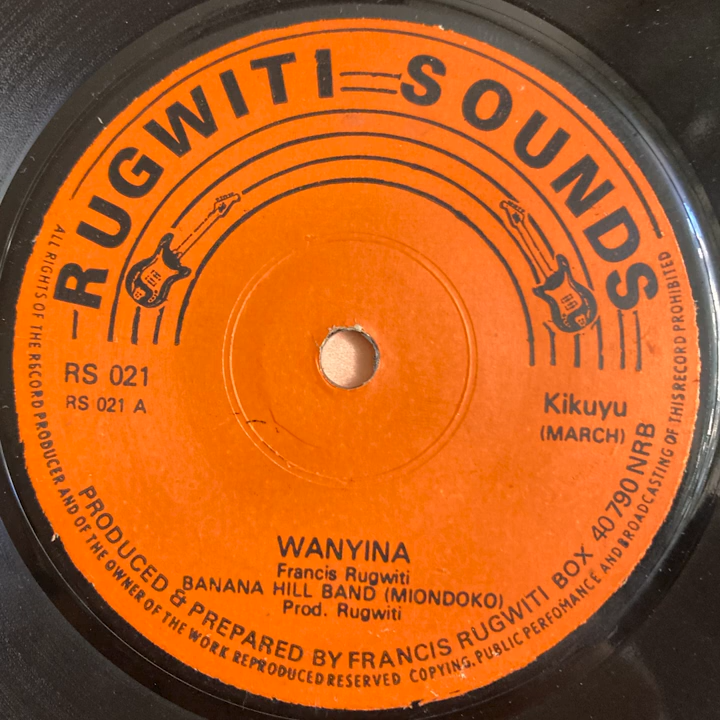 RUGWITI SOUNDS
RS 021
RS 021 A
Kikuyu
(MARCH)
WANYINA
Francis Rugwiti
BANANA HILL BAND (MIONDOKO)
Prod. Rugwiti
PRODUCED & PREPARED BY FRANCIS RUGWITI BOX 40790 NRB
ALL RIGHTS OF THE RECORD PRODUCER AND OF THE OWNER OF THE WORK REPRODUCED RESERVED COPYING. PUBLIC PERFOMANCE AND BROADCASTING OF THIS RECORD PROHIBITED